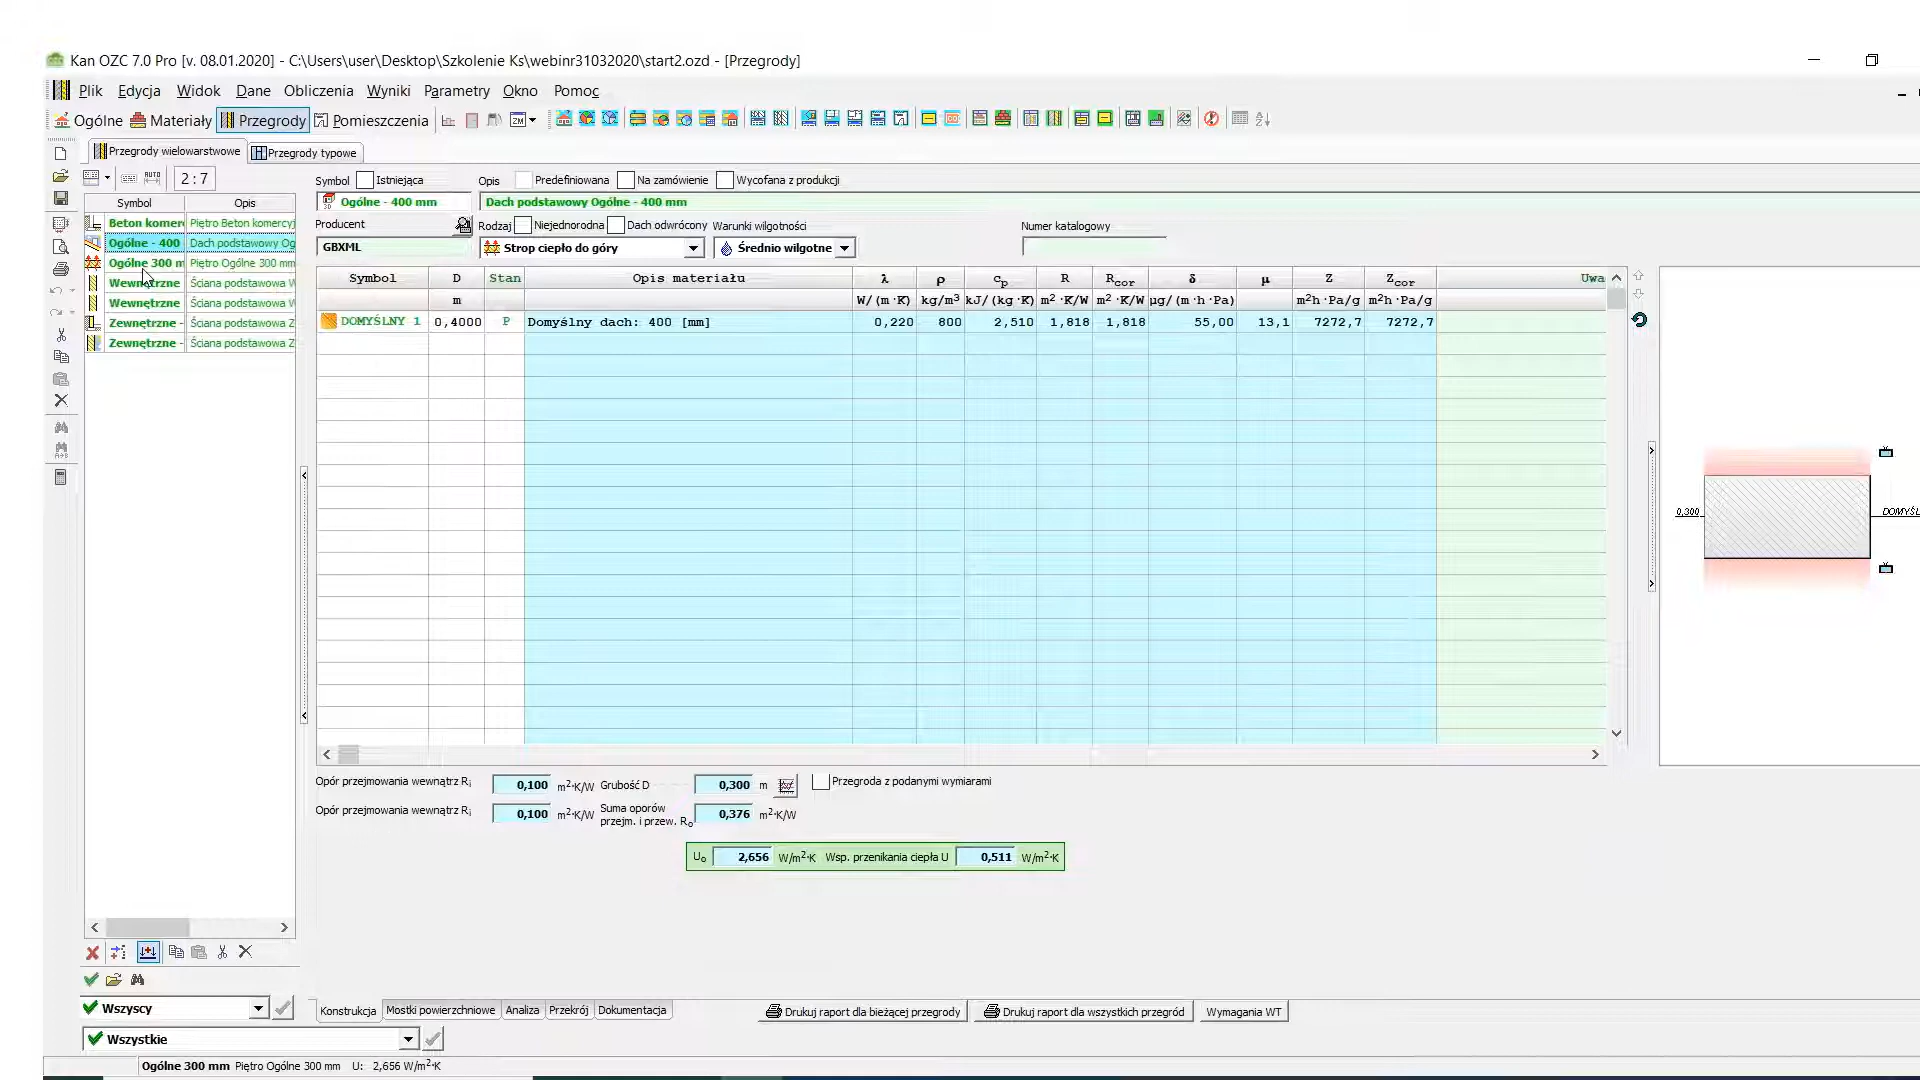 Kan OZC 7.0 Pro [v. 08.01.2020] - C:\Users\user\Desktop\Szkolenie Ks\webinr31032020\start2.ozd - [Przegrody]
Plik Edycja Widok Dane Obliczenia Wyniki Parametry Okno Pomoc
Ogólne Materiały Przegrody Pomieszczenia
Przegrody wielowarstwowe Przegrody typowe
AUTO 2 : 7
Symbol Opis
Beton komer Piętro Beton komercyj
Ogólne - 400 Dach podstawowy Og
Ogólne 300 m Piętro Ogólne 300 mm
Wewnętrzne Ściana podstawowa W
Wewnętrzne Ściana podstawowa W
Zewnętrzne - Ściana podstawowa Z
Zewnętrzne - Ściana podstawowa Z
Symbol Istniejąca Opis Predefiniowana Na zamówienie Wycofana z produkcji
Ogólne - 400 mm Dach podstawowy Ogólne - 400 mm
Producent Rodzaj Niejednorodna Dach odwrócony Warunki wilgotności Numer katalogowy
GBXML Strop ciepło do góry Średnio wilgotne
Symbol D Stan Opis materiału λ ρ cp R Rcor δ μ Z Zcor Uwa
m W/(m·K) kg/m³ kJ/(kg·K) m²·K/W m²·K/W µg/(m·h·Pa) m²h·Pa/g m²h·Pa/g
DOMYŚLNY 1 0,4000 P Domyślny dach: 400 [mm] 0,220 800 2,510 1,818 1,818 55,00 13,1 7272,7 7272,7
0,300 DOMYŚL
Opór przejmowania wewnątrz Ri 0,100 m²·K/W Grubość D 0,300 m Przegroda z podanymi wymiarami
Opór przejmowania wewnątrz Ri 0,100 m²·K/W Suma oporów przejm. i przew. Ro 0,376 m²·K/W
Uo 2,656 W/m²·K Wsp. przenikania ciepła U 0,511 W/m²·K
Wszyscy
Konstrukcja Mostki powierzchniowe Analiza Przekrój Dokumentacja Drukuj raport dla bieżącej przegrody Drukuj raport dla wszystkich przegród Wymagania WT
Wszystkie
Ogólne 300 mm Piętro Ogólne 300 mm U: 2,656 W/m²·K